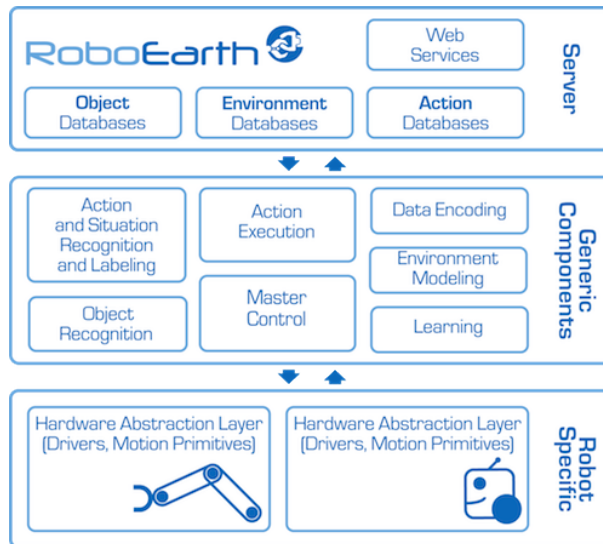 RoboEarth
Web
Services
Object
Databases
Environment
Databases
Action
Databases
Server
Action
and Situation
Recognition
and Labeling
Action
Execution
Data Encoding
Environment
Modeling
Object
Recognition
Master
Control
Learning
Generic
Components
Hardware Abstraction Layer
(Drivers, Motion Primitives)
Hardware Abstraction Layer
(Drivers, Motion Primitives)
Robot
Specific